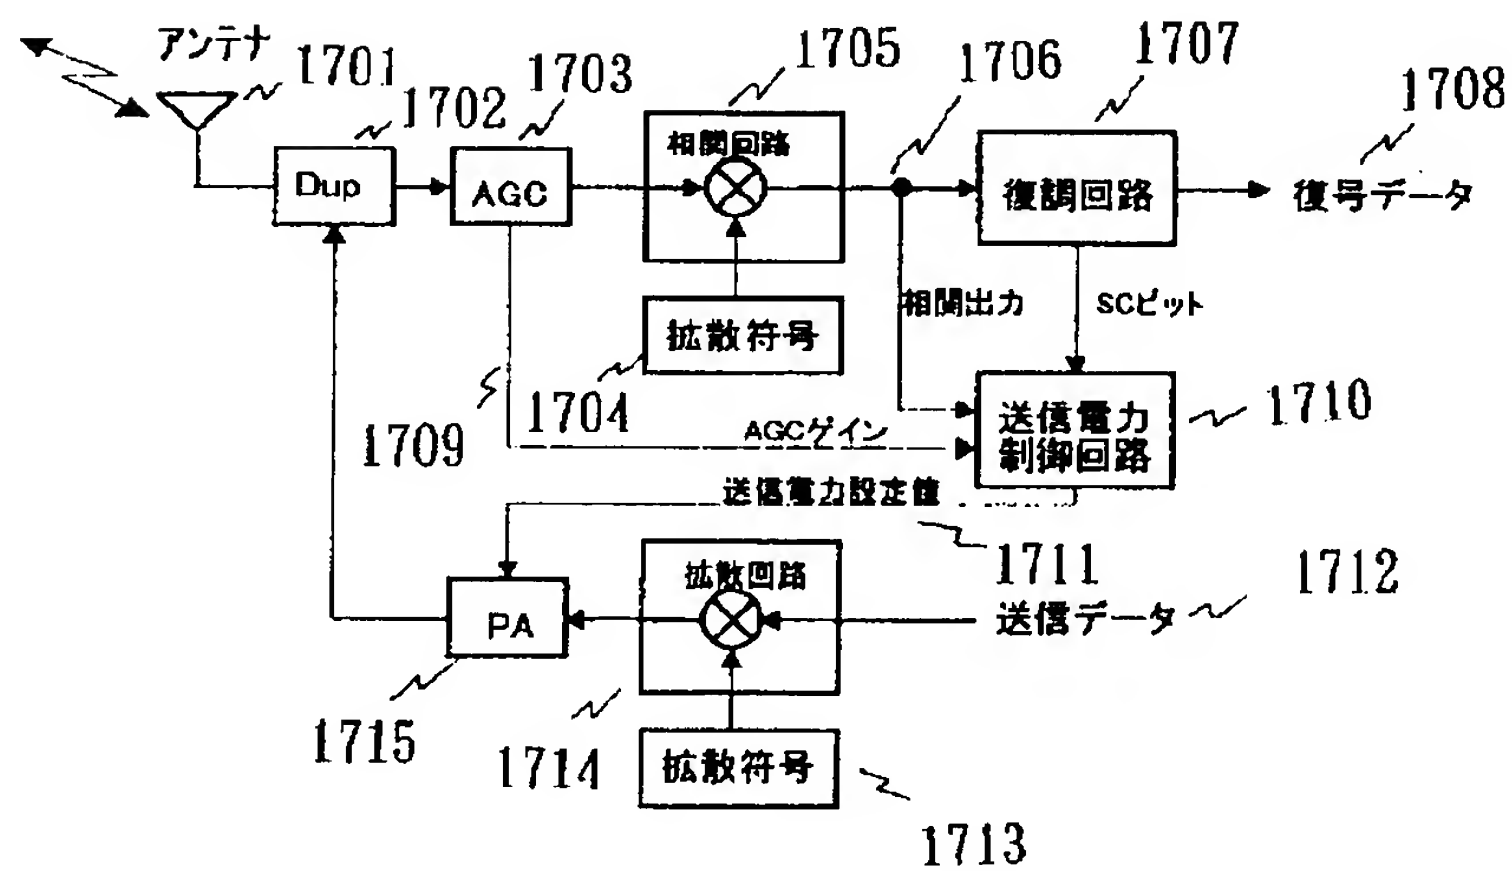 アンテナ
1701
1702
1703
1705
1706
1707
1708
Dup
AGC
相関回路
復調回路
復号データ
拡散符号
1704
相関出力
SCビット
1709
AGCゲイン
送信電力
制御回路
1710
送信電力設定値
1711
PA
拡散回路
送信データ
1712
1715
1714
拡散符号
1713